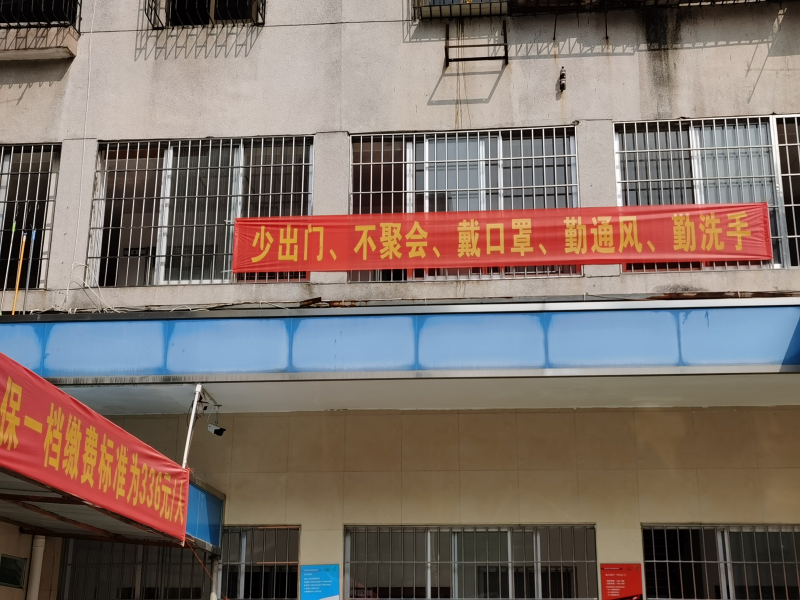 少出门、不聚会、戴口罩、勤通风、勤洗手
保一档缴费标准为336元/人